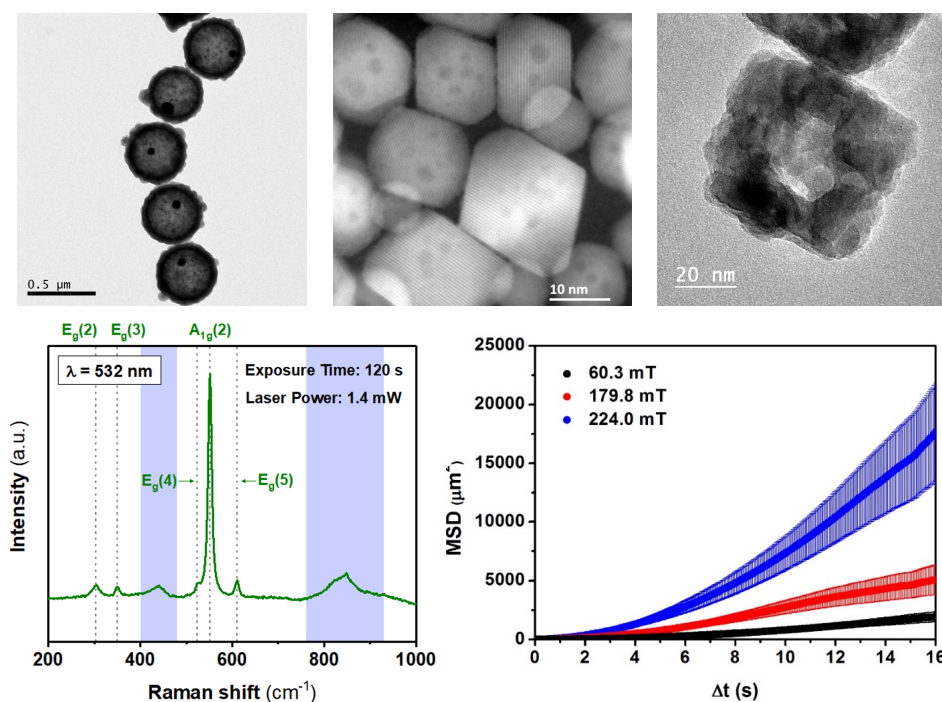 0.5 µm
10 nm
20 nm
E₉(2) E₉(3) A₁g(2)
λ = 532 nm
Exposure Time: 120 s
Laser Power: 1.4 mW
Eg(4)
Eg(5)
Intensity (a.u.)
200 400 600 800 1000
Raman shift (cm⁻¹)
25000
60.3 mT
20000
179.8 mT
224.0 mT
15000
MSD (µm²)
10000
5000
0
0 2 4 6 8 10 12 14 16
Δt (s)